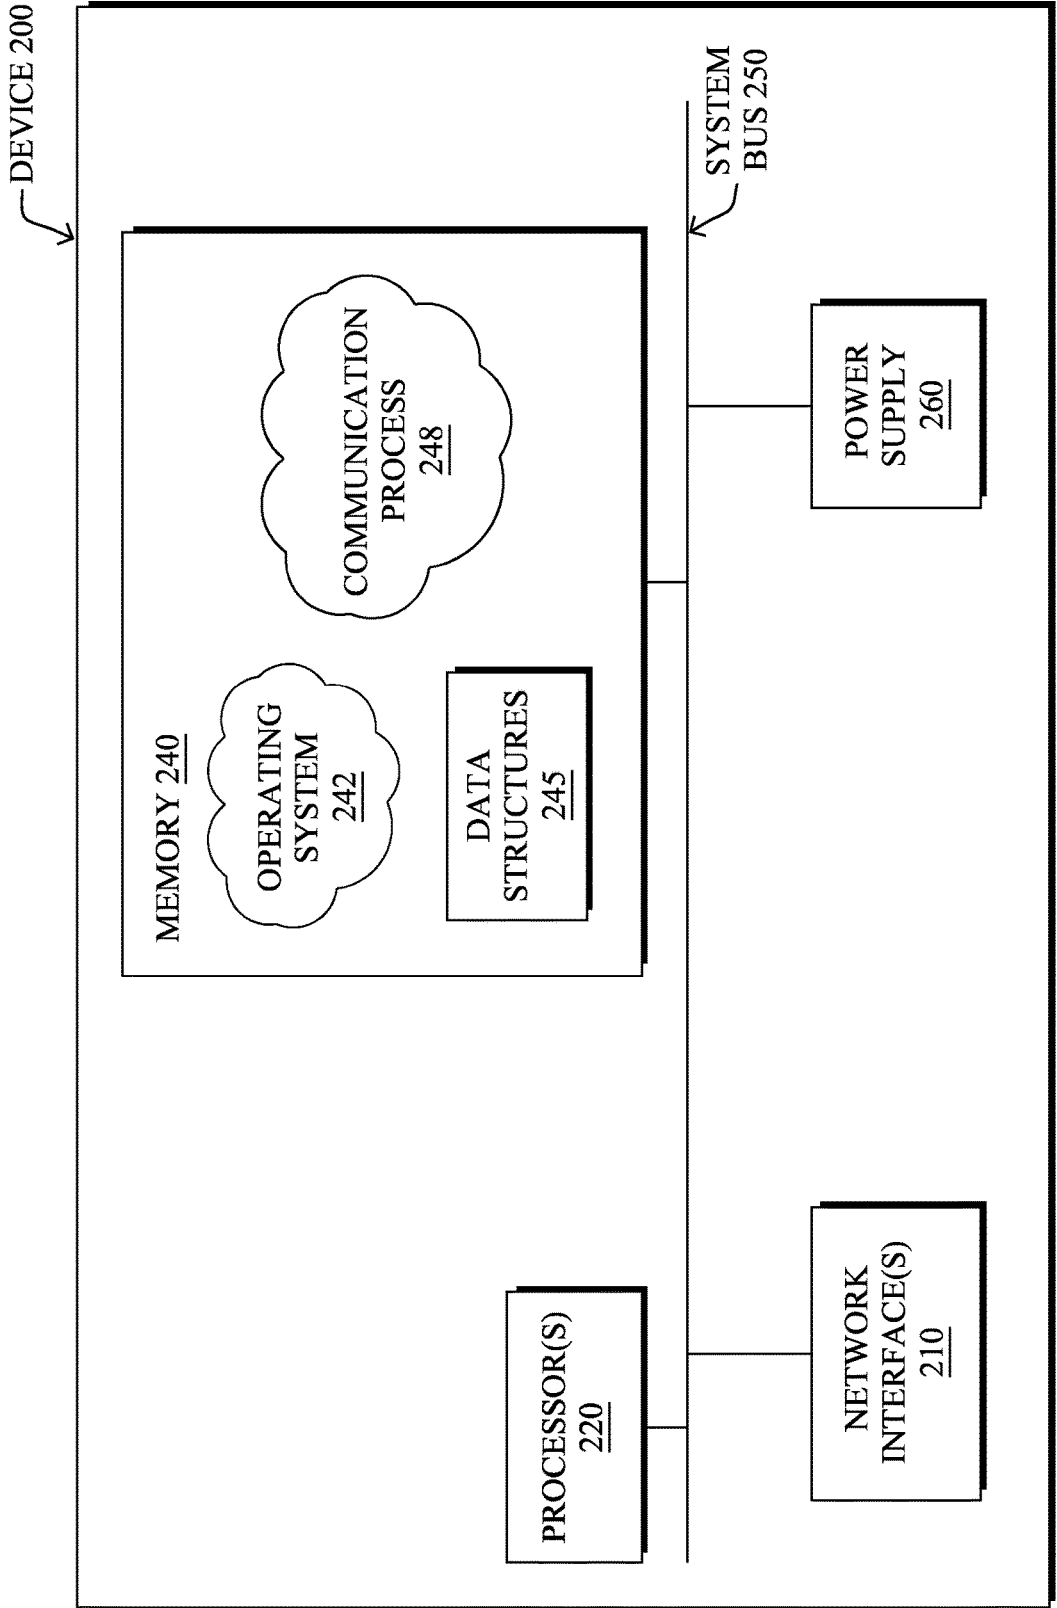 DEVICE 200
MEMORY 240
OPERATING
SYSTEM
242
COMMUNICATION
PROCESS
248
DATA
STRUCTURES
245
PROCESSOR(S)
220
SYSTEM
BUS 250
NETWORK
INTERFACE(S)
210
POWER
SUPPLY
260